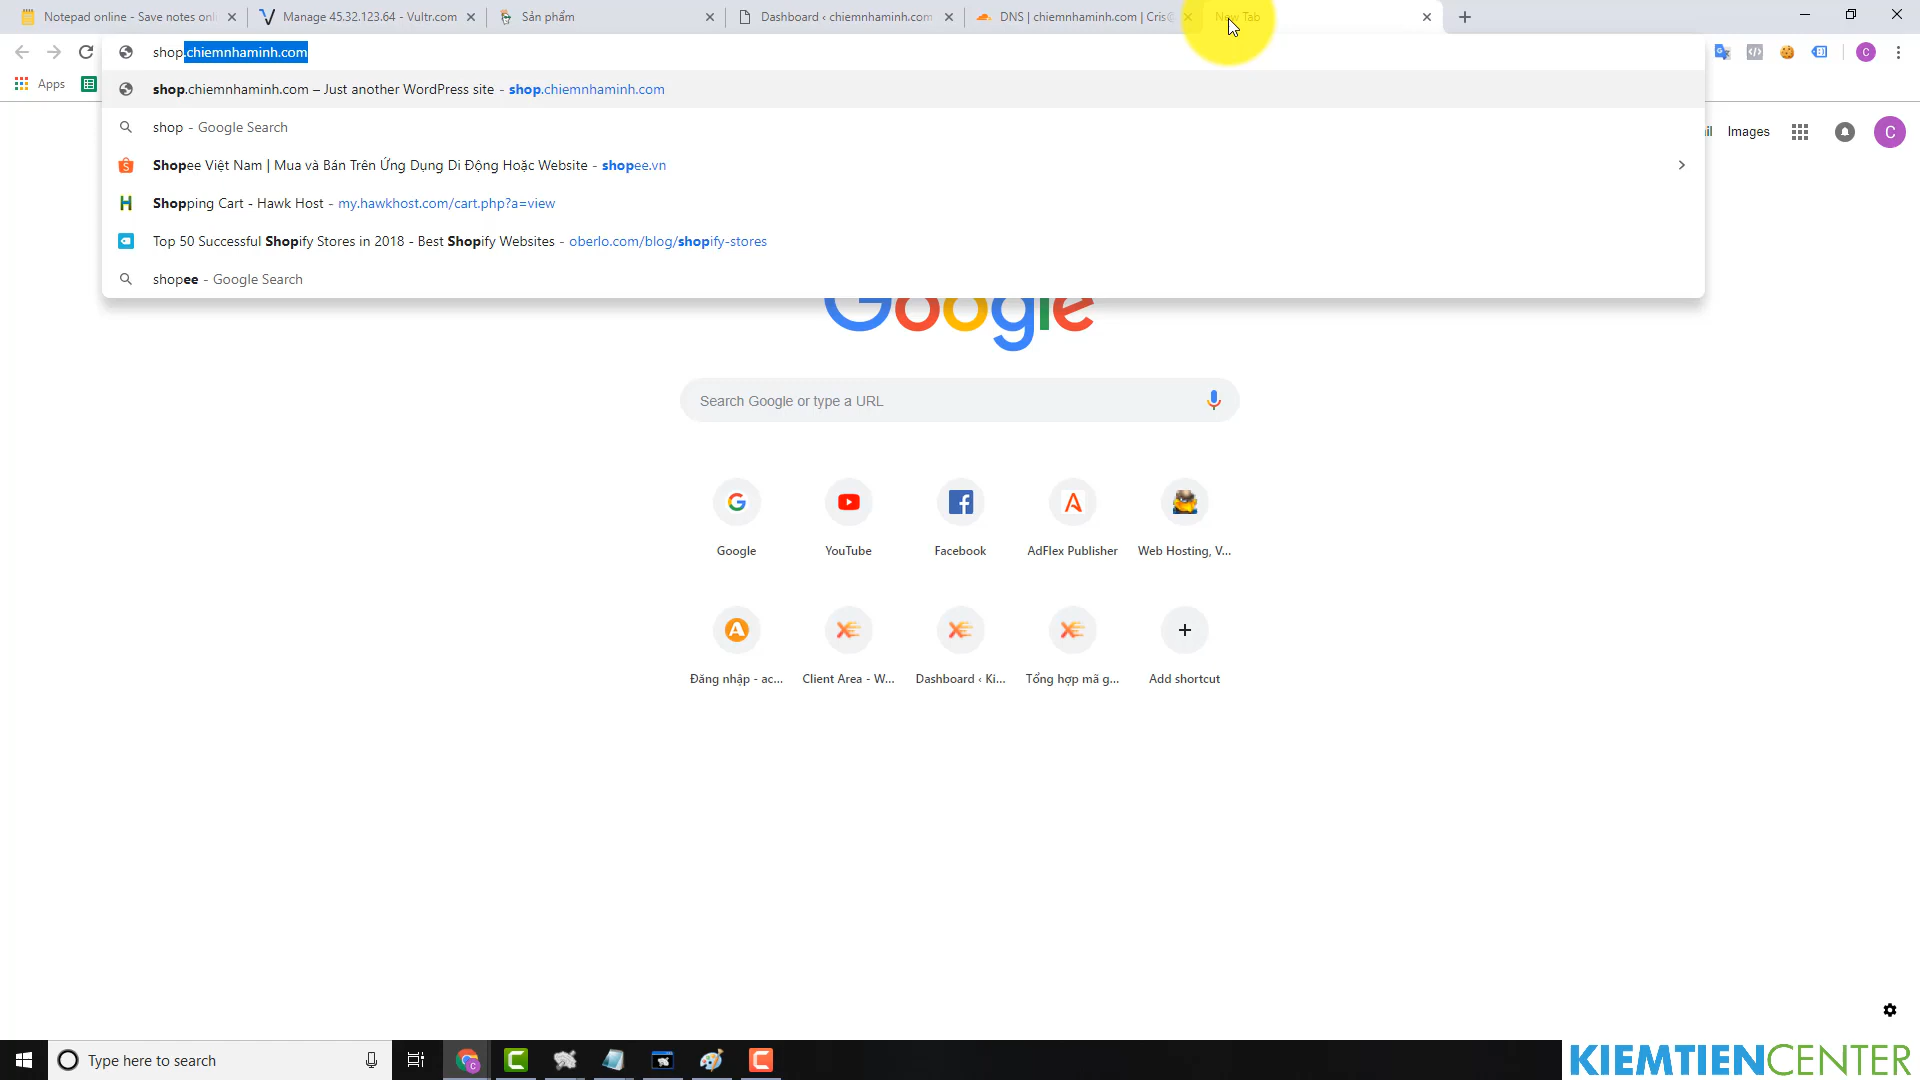 Notepad online - Save notes onl
Manage 45.32.123.64 - Vultr.com
Sản phẩm
Dashboard ‹ chiemnhaminh.com
DNS | chiemnhaminh.com | Cris
New Tab
shop.chiemnhaminh.com
Apps
shop.chiemnhaminh.com – Just another WordPress site - shop.chiemnhaminh.com
shop - Google Search
Shopee Việt Nam | Mua và Bán Trên Ứng Dụng Di Động Hoặc Website - shopee.vn
Shopping Cart - Hawk Host - my.hawkhost.com/cart.php?a=view
Top 50 Successful Shopify Stores in 2018 - Best Shopify Websites - oberlo.com/blog/shopify-stores
shopee - Google Search
Images
C
C
Google
Search Google or type a URL
Google
YouTube
Facebook
AdFlex Publisher
Web Hosting, V...
Đăng nhập - ac...
Client Area - W...
Dashboard ‹ Ki...
Tổng hợp mã g...
Add shortcut
Type here to search
KIEMTIENCENTER